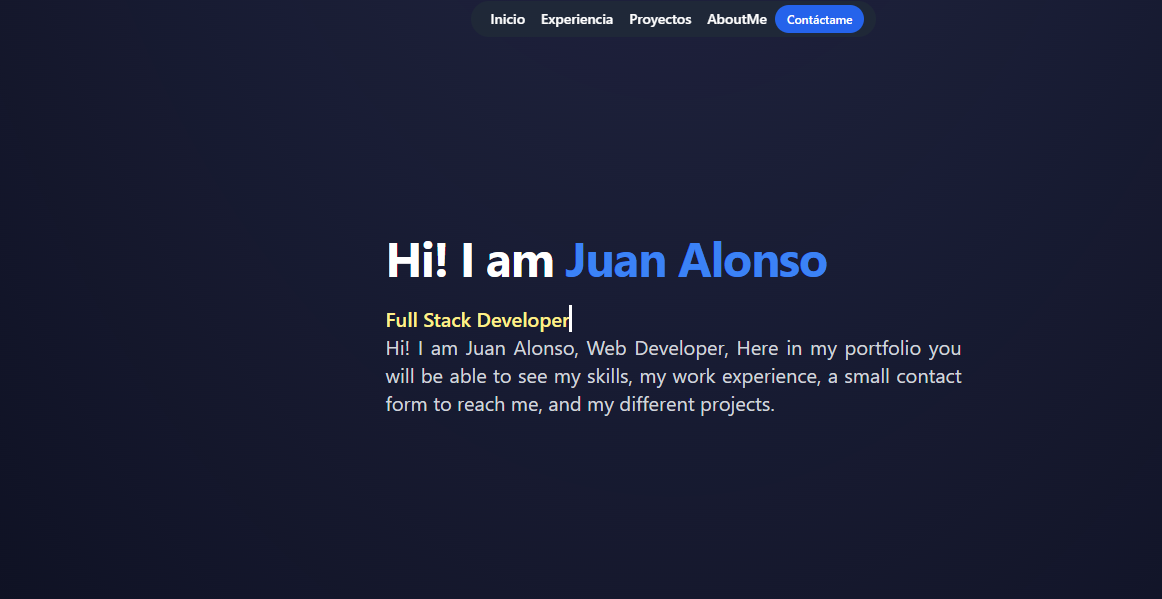 Inicio Experiencia Proyectos AboutMe Contáctame
Hi! I am Juan Alonso
Full Stack Developer
Hi! I am Juan Alonso, Web Developer, Here in my portfolio you
will be able to see my skills, my work experience, a small contact
form to reach me, and my different projects.